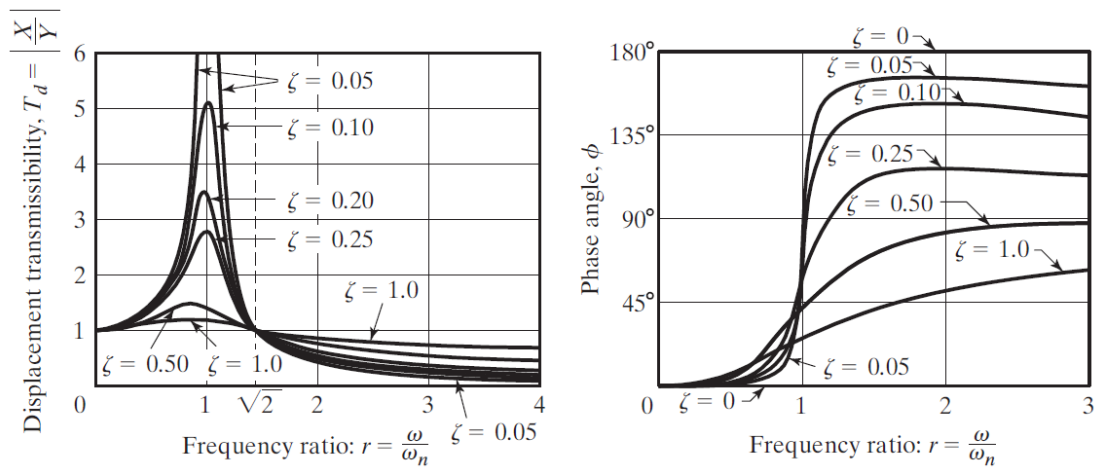 Displacement transmissibility, T_d = |X/Y|
6
5
4
3
2
1
0
1
√2
2
3
4
ζ = 0.05
ζ = 0.10
ζ = 0.20
ζ = 0.25
ζ = 1.0
ζ = 0.50
ζ = 1.0
ζ = 0.05
Frequency ratio: r = ω/ω_n
Phase angle, ϕ
180°
135°
90°
45°
0
1
2
3
ζ = 0
ζ = 0.05
ζ = 0.10
ζ = 0.25
ζ = 0.50
ζ = 1.0
ζ = 0.05
ζ = 0
Frequency ratio: r = ω/ω_n